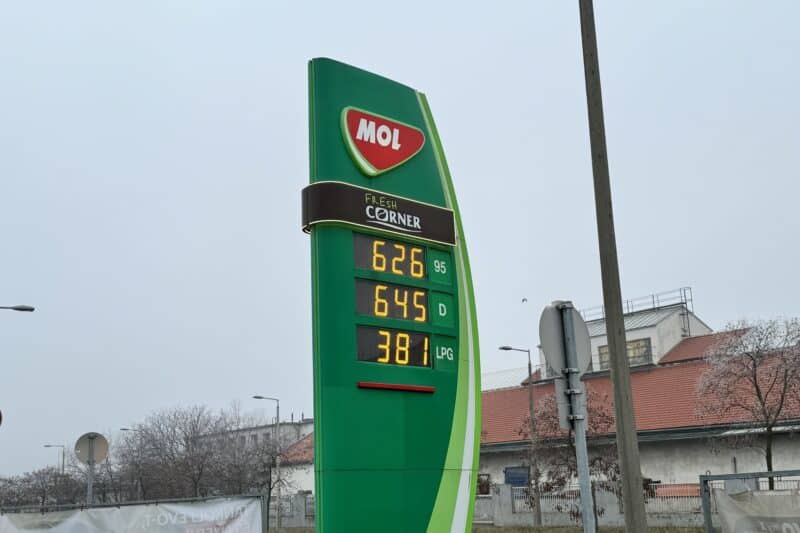 MOL
FRESH
CORNER
626 95
645 D
381 LPG